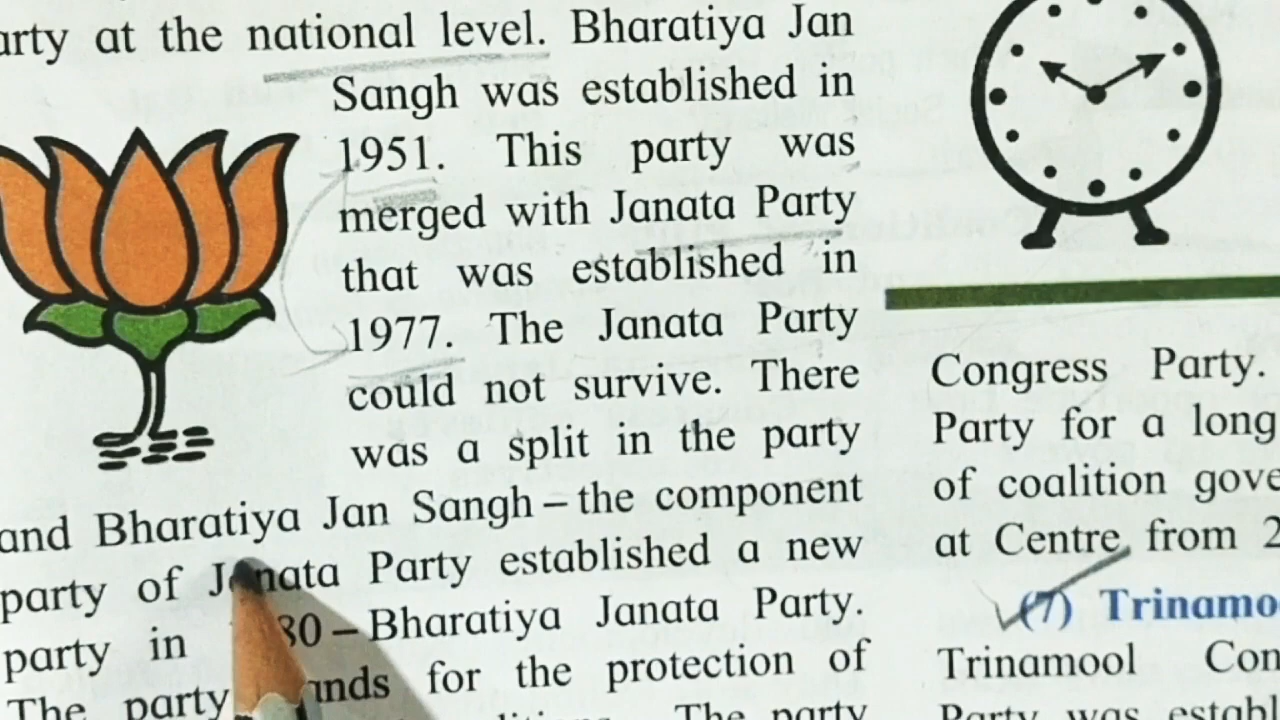 arty at the national level. Bharatiya Jan
Sangh was established in
1951. This party was
merged with Janata Party
that was established in
1977. The Janata Party
could not survive. There
was a split in the party
and Bharatiya Jan Sangh – the component
party of Janata Party established a new
party in 80 – Bharatiya Janata Party.
The party ands for the protection of
The party
Congress Party.
Party for a long
of coalition gove
at Centre from 2
(7) Trinamo
Trinamool Con
Party was establ